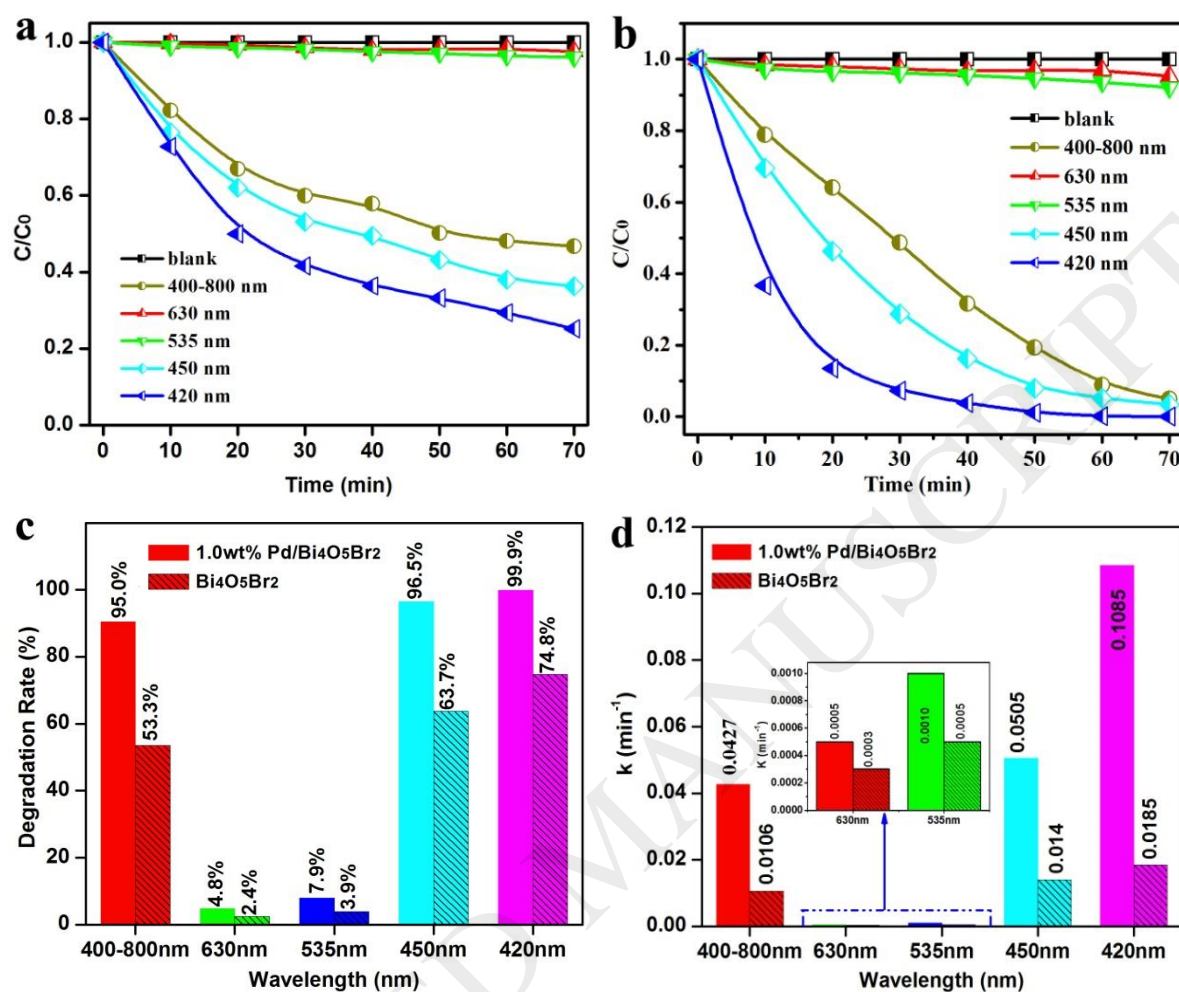 a
C/C0
1.0
0.8
0.6
0.4
0.2
0.0
blank
400-800 nm
630 nm
535 nm
450 nm
420 nm
0 10 20 30 40 50 60 70
Time (min)
b
C/C0
1.0
0.8
0.6
0.4
0.2
0.0
blank
400-800 nm
630 nm
535 nm
450 nm
420 nm
0 10 20 30 40 50 60 70
Time (min)
c
Degradation Rate (%)
100
80
60
40
20
0
1.0wt% Pd/Bi4O5Br2
Bi4O5Br2
95.0%
53.3%
4.8%
2.4%
7.9%
3.9%
96.5%
63.7%
99.9%
74.8%
400-800nm 630nm 535nm 450nm 420nm
Wavelength (nm)
d
k (min-1)
0.12
0.10
0.08
0.06
0.04
0.02
0.00
1.0wt% Pd/Bi4O5Br2
Bi4O5Br2
0.0427
0.0106
0.0505
0.014
0.1085
0.0185
K (min-1)
0.0010
0.0008
0.0006
0.0004
0.0002
0.0000
0.0005
0.0003
0.0010
0.0005
630nm 535nm
400-800nm 630nm 535nm 450nm 420nm
Wavelength (nm)
D MANUSCRIPT